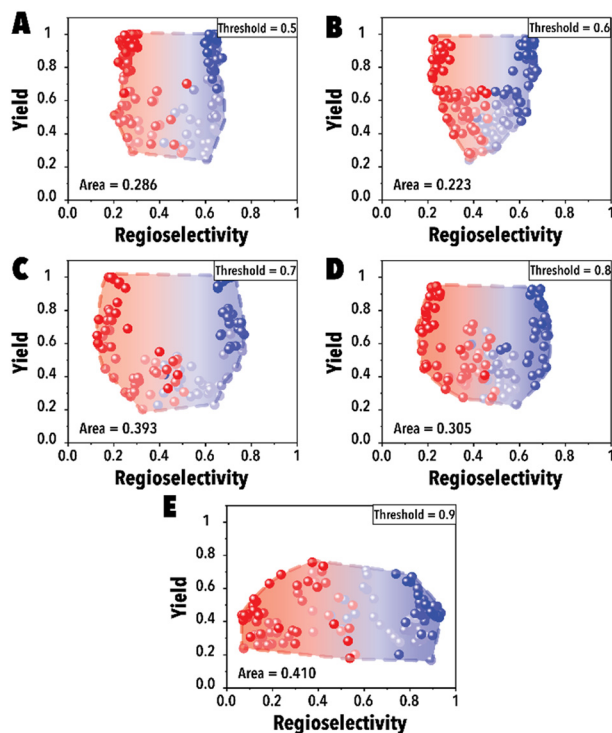 A
Threshold = 0.5
1
0.8
0.6
0.4
0.2
0.0
Yield
Area = 0.286
0.0 0.2 0.4 0.6 0.8 1
Regioselectivity
B
Threshold = 0.6
1
0.8
0.6
0.4
0.2
0.0
Yield
Area = 0.223
0.0 0.2 0.4 0.6 0.8 1
Regioselectivity
C
Threshold = 0.7
1
0.8
0.6
0.4
0.2
0.0
Yield
Area = 0.393
0.0 0.2 0.4 0.6 0.8 1
Regioselectivity
D
Threshold = 0.8
1
0.8
0.6
0.4
0.2
0.0
Yield
Area = 0.305
0.0 0.2 0.4 0.6 0.8 1
Regioselectivity
E
Threshold = 0.9
1
0.8
0.6
0.4
0.2
0.0
Yield
Area = 0.410
0.0 0.2 0.4 0.6 0.8 1
Regioselectivity